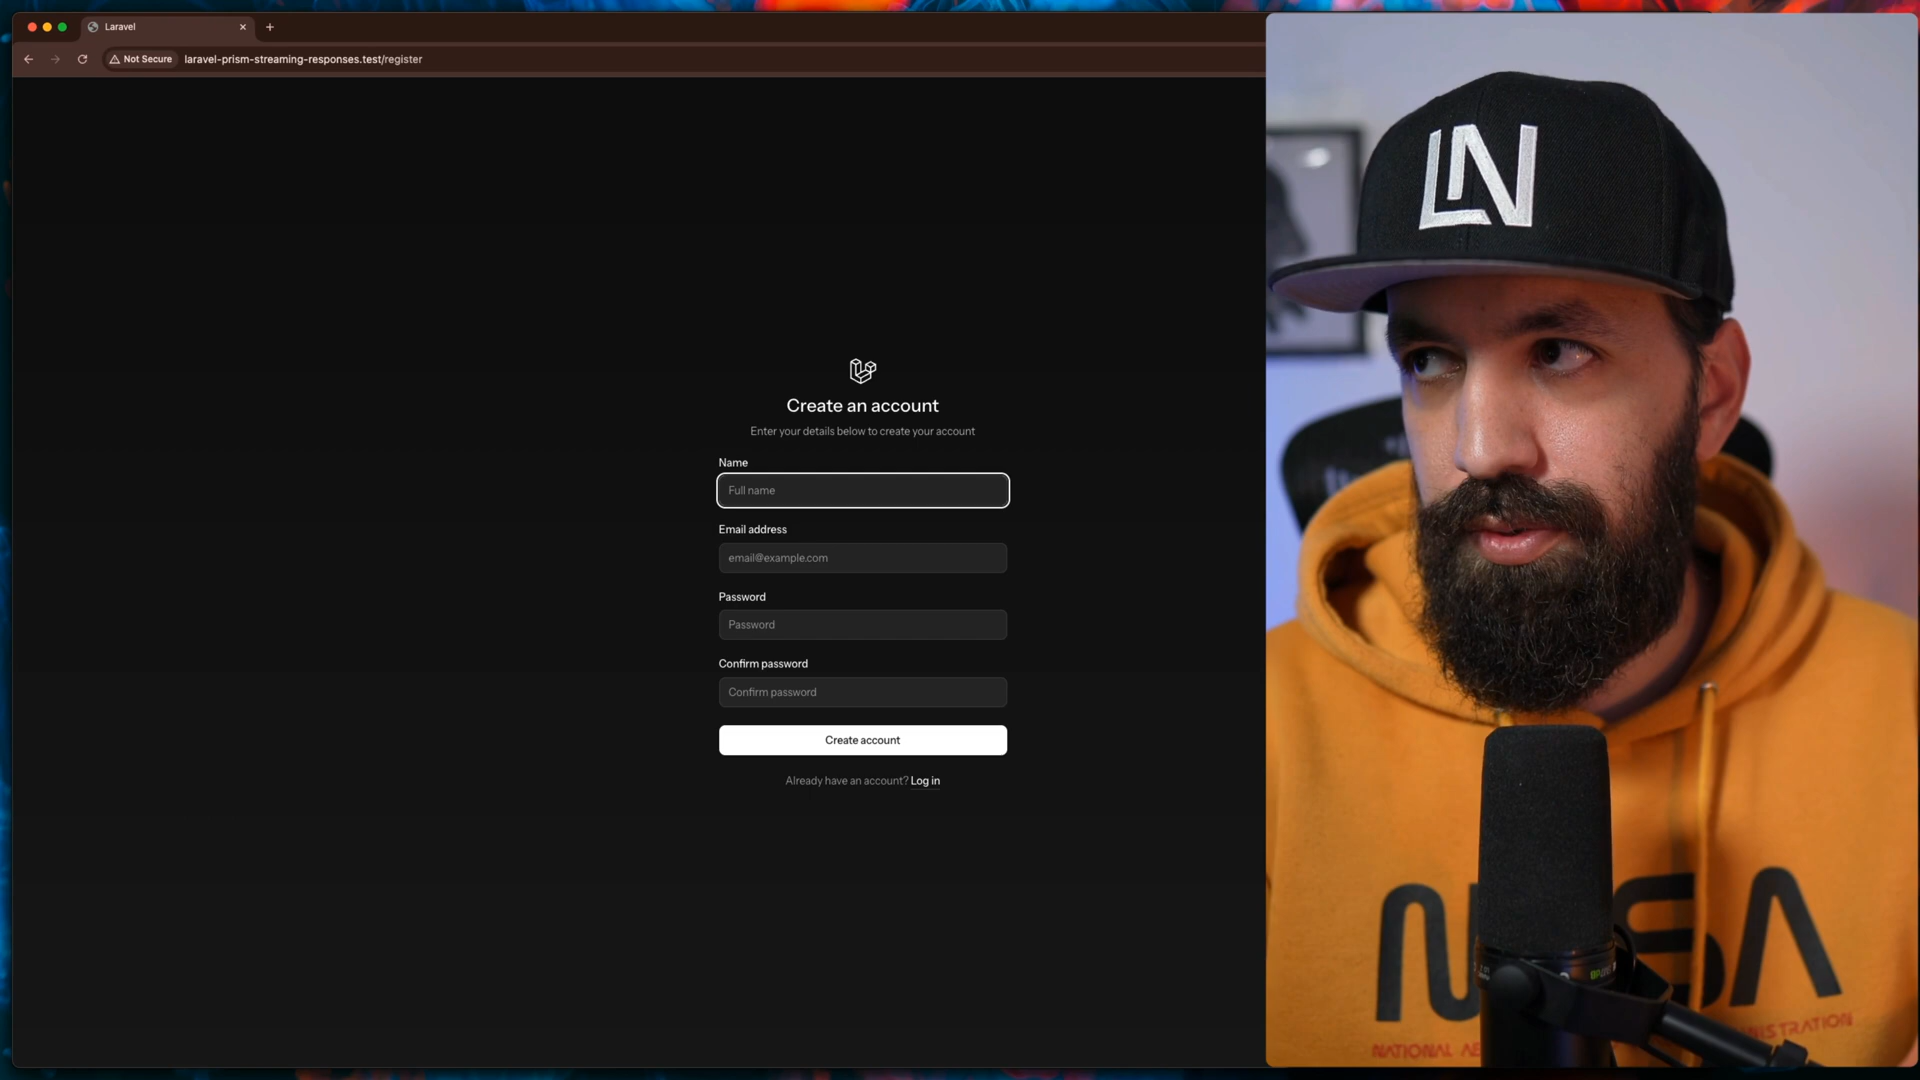 Laravel
Not Secure laravel-prism-streaming-responses.test/register
Create an account
Enter your details below to create your account
Name
Full name
Email address
email@example.com
Password
Password
Confirm password
Confirm password
Create account
Already have an account? Log in
LN
NASA
NATIONAL